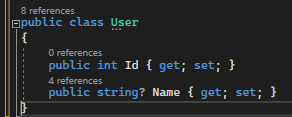 8 references
public class User
{
0 references
public int Id { get; set; }
4 references
public string? Name { get; set; }
}